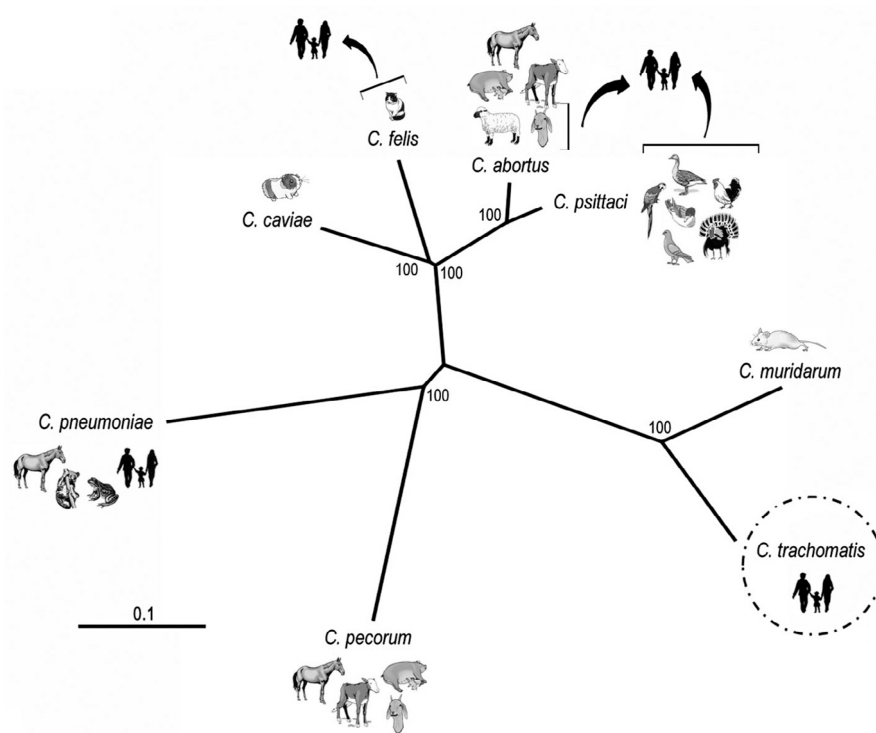 C. felis
C. abortus
C. caviae
100
C. psittaci
100
100
C. muridarum
100
C. pneumoniae
100
C. trachomatis
0.1
C. pecorum